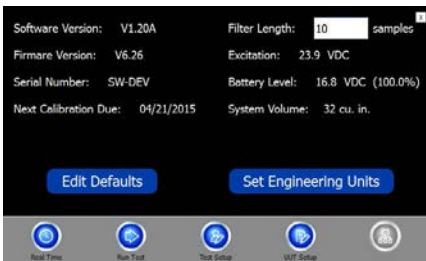 Software Version: V1.20A
Filter Length: 10 samples
x
Firmare Version: V6.26
Excitation: 23.9 VDC
Serial Number: SW-DEV
Battery Level: 16.8 VDC (100.0%)
Next Calibration Due: 04/21/2015
System Volume: 32 cu. in.
Edit Defaults
Set Engineering Units
Real Time
Run Test
Test Setup
UUT Setup